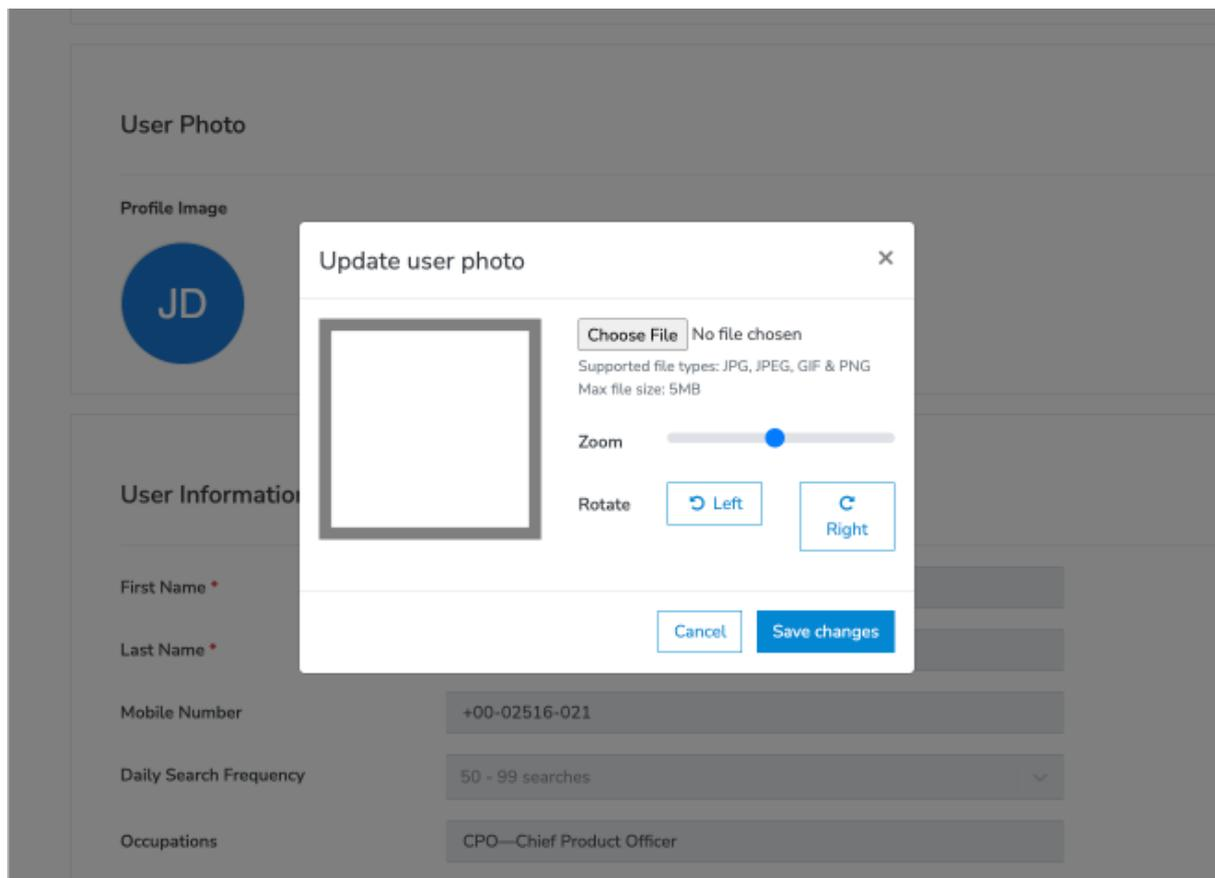 User Photo
Profile Image
JD
Update user photo
×
Choose File No file chosen
Supported file types: JPG, JPEG, GIF & PNG
Max file size: 5MB
Zoom
Rotate
Left
Right
Cancel
Save changes
User Information
First Name *
Last Name *
Mobile Number
+00-02516-021
Daily Search Frequency
50 - 99 searches
Occupations
CPO—Chief Product Officer